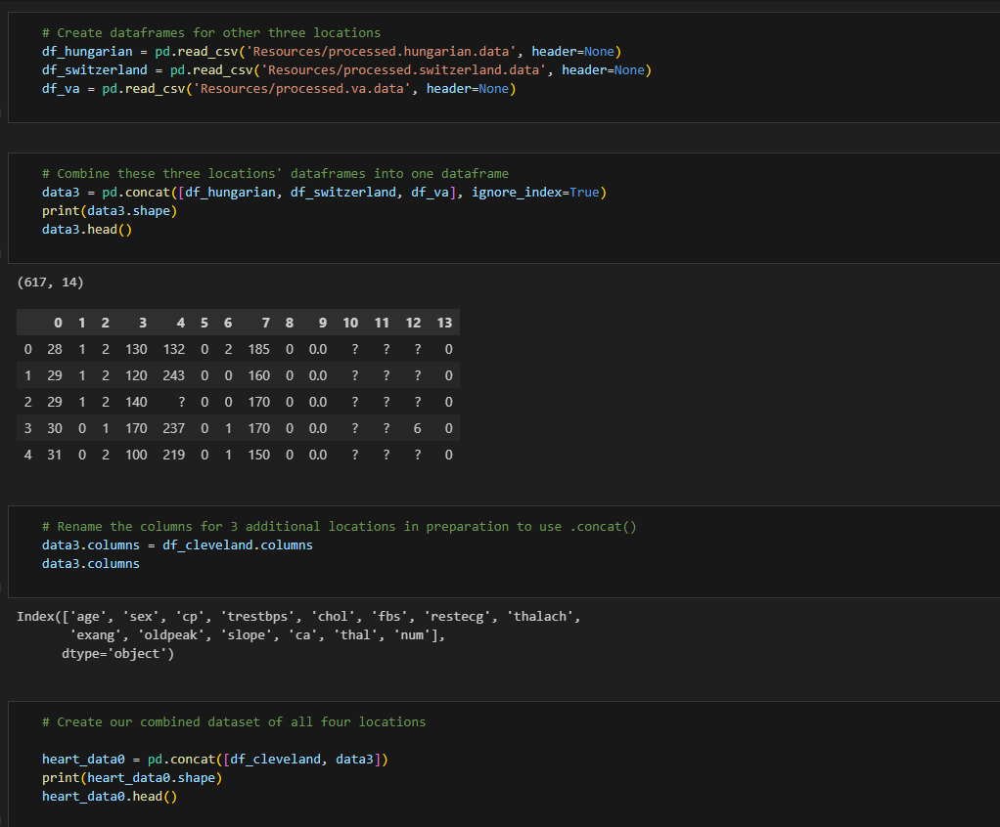 # Create dataframes for other three locations
df_hungarian = pd.read_csv('Resources/processed.hungarian.data', header=None)
df_switzerland = pd.read_csv('Resources/processed.switzerland.data', header=None)
df_va = pd.read_csv('Resources/processed.va.data', header=None)
# Combine these three locations' dataframes into one dataframe
data3 = pd.concat([df_hungarian, df_switzerland, df_va], ignore_index=True)
print(data3.shape)
data3.head()
(617, 14)
0 1 2 3 4 5 6 7 8 9 10 11 12 13
0 28 1 2 130 132 0 2 185 0 0.0 ? ? ? 0
1 29 1 2 120 243 0 0 160 0 0.0 ? ? ? 0
2 29 1 2 140 ? 0 0 170 0 0.0 ? ? ? 0
3 30 0 1 170 237 0 1 170 0 0.0 ? ? 6 0
4 31 0 2 100 219 0 1 150 0 0.0 ? ? ? 0
# Rename the columns for 3 additional locations in preparation to use .concat()
data3.columns = df_cleveland.columns
data3.columns
Index(['age', 'sex', 'cp', 'trestbps', 'chol', 'fbs', 'restecg', 'thalach',
'exang', 'oldpeak', 'slope', 'ca', 'thal', 'num'],
dtype='object')
# Create our combined dataset of all four locations
heart_data0 = pd.concat([df_cleveland, data3])
print(heart_data0.shape)
heart_data0.head()